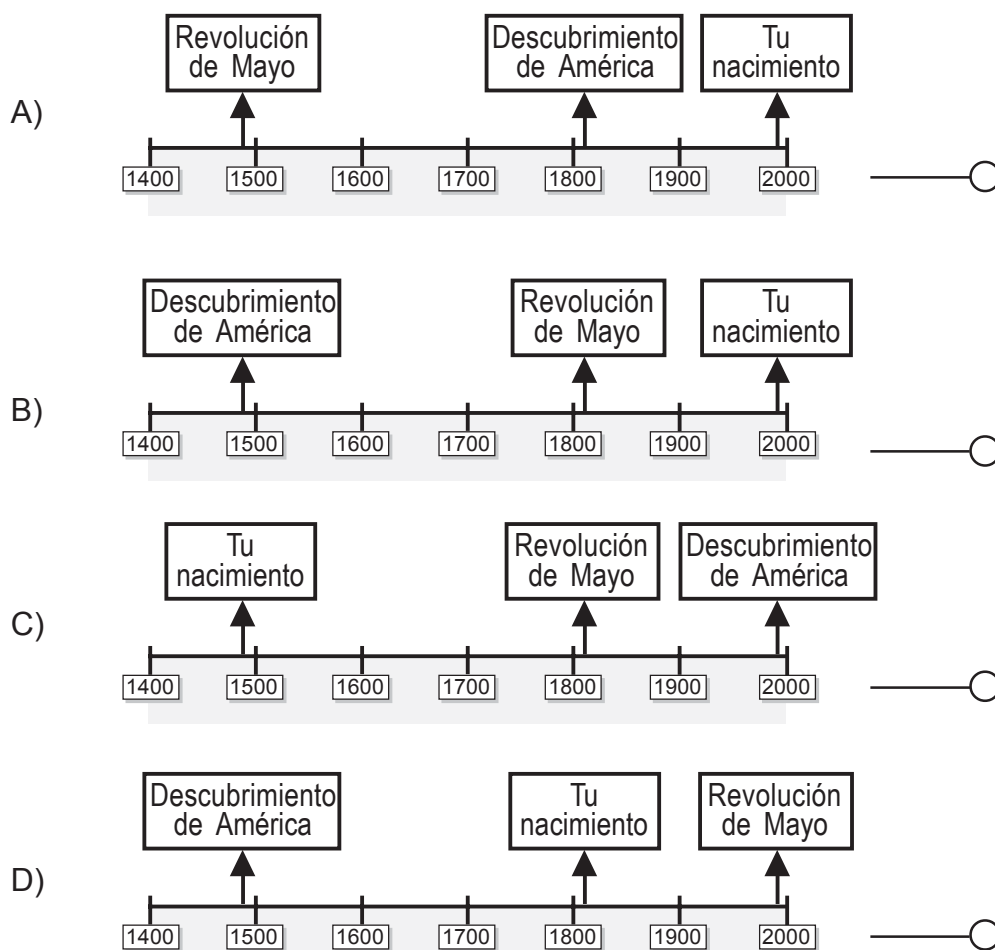 Revolución
de Mayo
Descubrimiento
de América
Tu
nacimiento
A)
1400 1500 1600 1700 1800 1900 2000
Descubrimiento
de América
Revolución
de Mayo
Tu
nacimiento
B)
1400 1500 1600 1700 1800 1900 2000
Tu
nacimiento
Revolución
de Mayo
Descubrimiento
de América
C)
1400 1500 1600 1700 1800 1900 2000
Descubrimiento
de América
Tu
nacimiento
Revolución
de Mayo
D)
1400 1500 1600 1700 1800 1900 2000